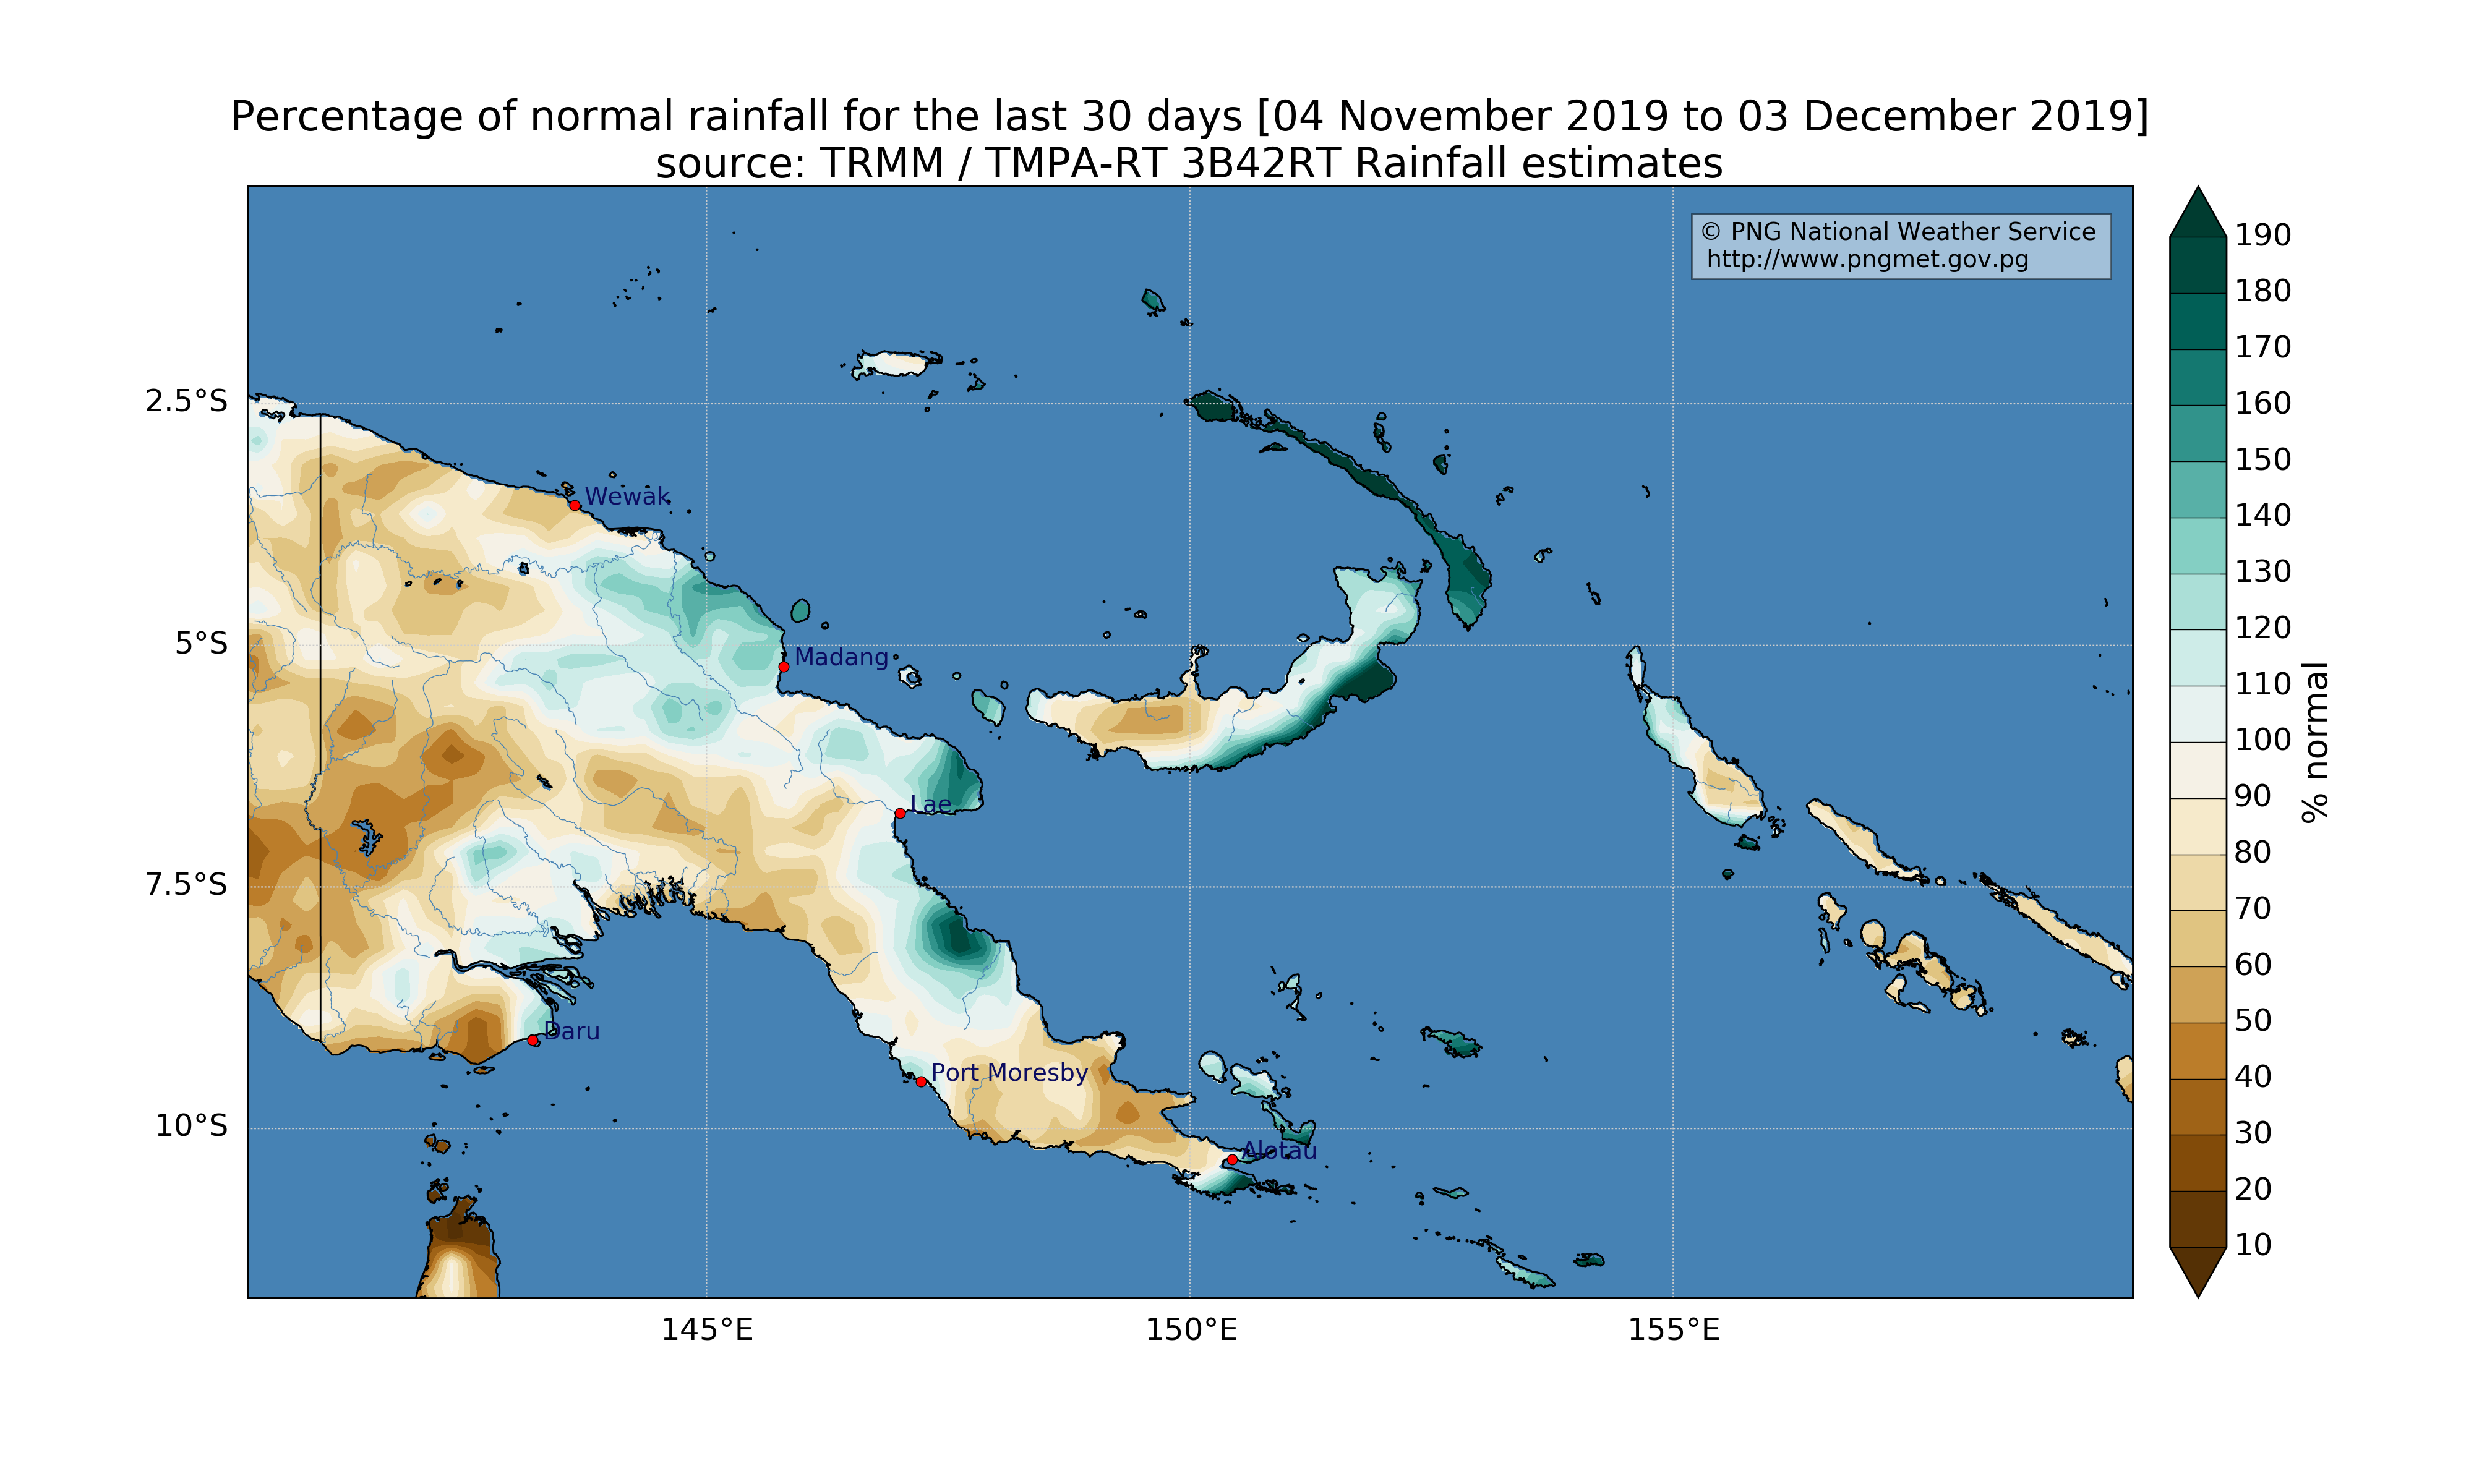 Percentage of normal rainfall for the last 30 days [04 November 2019 to 03 December 2019]
source: TRMM / TMPA-RT 3B42RT Rainfall estimates
© PNG National Weather Service
http://www.pngmet.gov.pg
2.5°S
5°S
7.5°S
10°S
Wewak
Madang
Lae
Daru
Port Moresby
Alotau
145°E
150°E
155°E
190
180
170
160
150
140
130
120
110
100
90
80
70
60
50
40
30
20
10
% normal